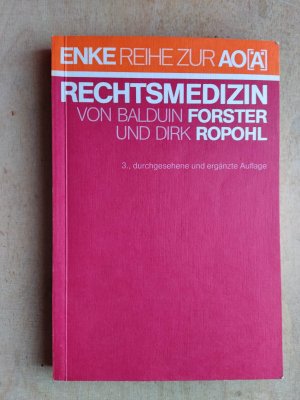 ENKE REIHE ZUR AO[Ä]
RECHTSMEDIZIN
VON BALDUIN FORSTER
UND DIRK ROPOHL
3., durchgesehene und ergänzte Auflage